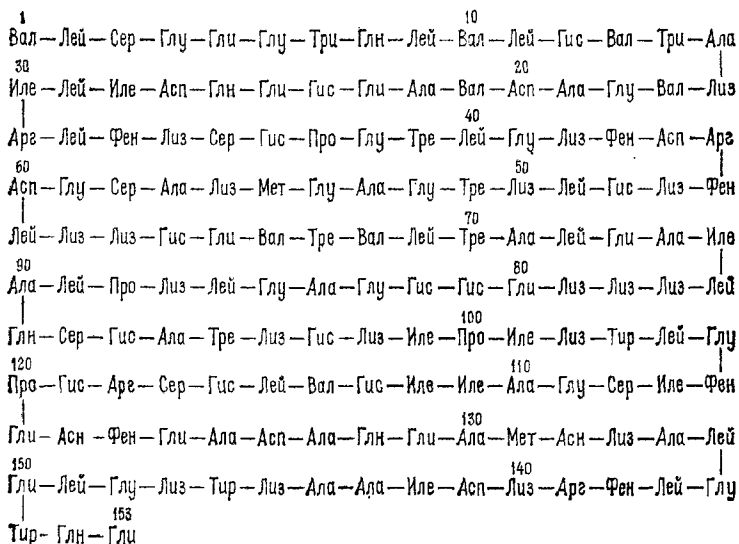 1 10
Вал—Лей—Сер—Глу—Гли—Глу—Три—Глн—Лей—Вал—Лей—Гис—Вал—Три—Ала
30 20
Иле—Лей—Иле—Асп—Глн—Гли—Гис—Гли—Ала—Вал—Асп—Ала—Глу—Вал—Лиз
40
Арг—Лей—Фен—Лиз—Сер—Гис—Про—Глу—Тре—Лей—Глу—Лиз—Фен—Асп—Арг
60 50
Асп—Глу—Сер—Ала—Лиз—Мет—Глу—Ала—Глу—Тре—Лиз—Лей—Гис—Лиз—Фен
70
Лей—Лиз—Лиз—Гис—Гли—Вал—Тре—Вал—Лей—Тре—Ала—Лей—Гли—Ала—Иле
90 80
Ала—Лей—Про—Лиз—Лей—Глу—Ала—Глу—Гис—Гис—Гли—Лиз—Лиз—Лиз—Лей
100
Глн—Сер—Гис—Ала—Тре—Лиз—Гис—Лиз—Иле—Про—Иле—Лиз—Тир—Лей—Глу
120 110
Про—Гис—Арг—Сер—Гис—Лей—Вал—Гис—Иле—Иле—Ала—Глу—Сер—Иле—Фен
130
Гли—Асн—Фен—Гли—Ала—Асп—Ала—Глн—Гли—Ала—Мет—Асн—Лиз—Ала—Лей
150 140
Гли—Лей—Глу—Лиз—Тир—Лиз—Ала—Ала—Иле—Асп—Лиз—Арг—Фен—Лей—Глу
153
Тир—Глн—Гли